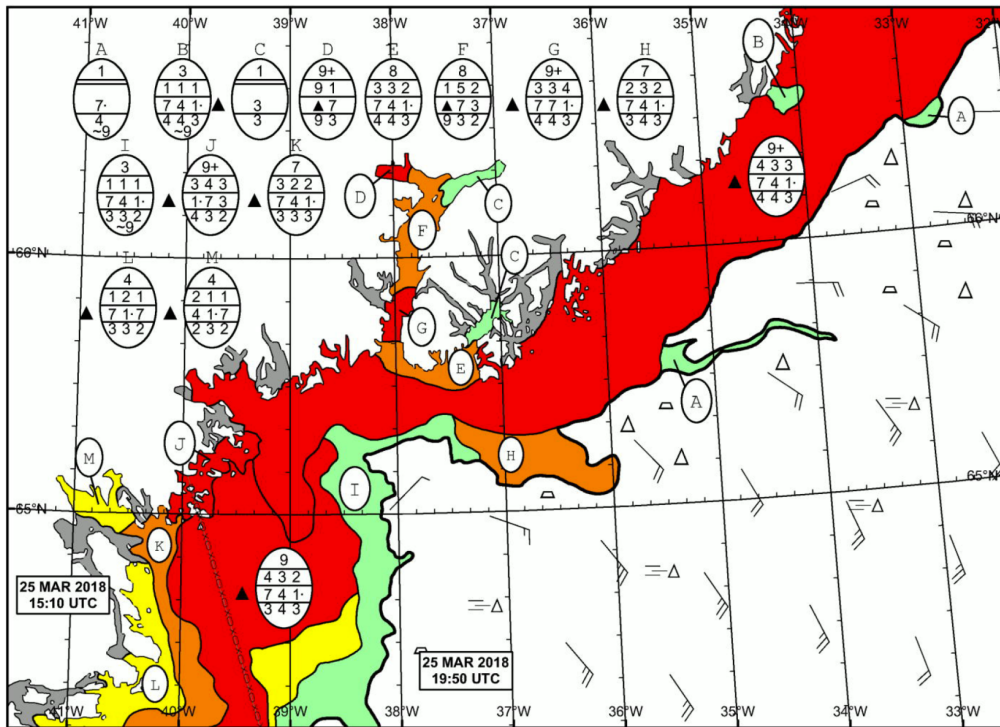 41°W 40°W 39°W 38°W 37°W 36°W 35°W 34°W 33°W 32°W
A B C D E F G H
1 3 1 9+ 8 8 9+ 7
1 1 1 9 1 3 3 2 1 5 2 3 3 4 2 3 2
7· 7 4 1· 3 ▲ 7 7 4 1· ▲ 7 3 7 7 1· 7 4 1·
4 4 4 3 3 9 3 4 4 3 9 3 2 4 4 3 3 4 3
~9 ~9
B
A
I J K
3 9+ 7
1 1 1 3 4 3 3 2 2
7 4 1· 1·7 3 7 4 1·
3 3 2 4 3 2 3 3 3
~9
9+
4 3 3
7 4 1·
4 4 3
D
C
F
66°N
C
L M
4 4
1 2 1 2 1 1
7 1·7 4 1·7
3 3 2 2 3 2
G
E
A
J
M
H
65°N
I
65°N
K
25 MAR 2018
15:10 UTC
9
4 3 2
7 4 1·
3 4 3
25 MAR 2018
19:50 UTC
L
41°W 40°W 39°W 38°W 37°W 36°W 35°W 34°W 33°W